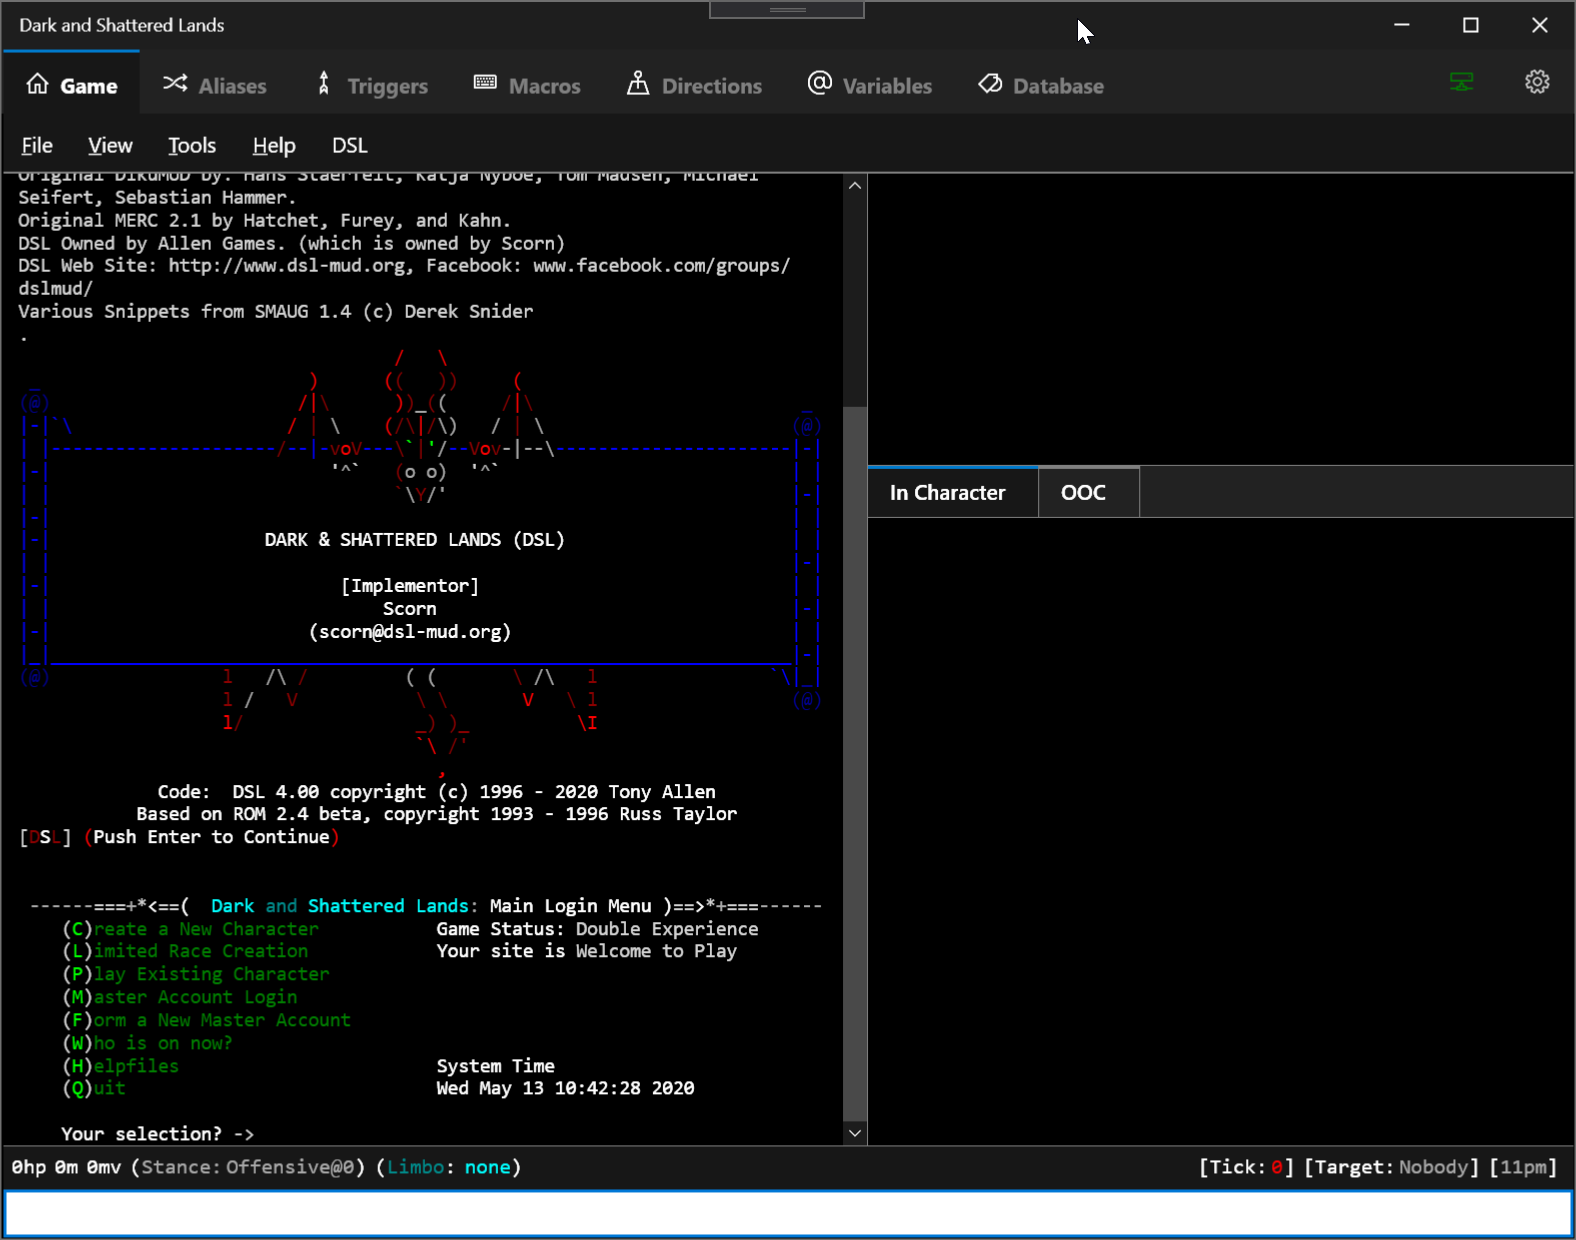 Dark and Shattered Lands
Game Aliases Triggers Macros Directions Variables Database
File View Tools Help DSL
Original DikuMUD by: Hans Staerfelt, Katja Nyboe, Tom Madsen, Michael
Seifert, Sebastian Hammer.
Original MERC 2.1 by Hatchet, Furey, and Kahn.
DSL Owned by Allen Games. (which is owned by Scorn)
DSL Web Site: http://www.dsl-mud.org, Facebook: www.facebook.com/groups/
dslmud/
Various Snippets from SMAUG 1.4 (c) Derek Snider
.
DARK & SHATTERED LANDS (DSL)
[Implementor]
Scorn
(scorn@dsl-mud.org)
Code: DSL 4.00 copyright (c) 1996 - 2020 Tony Allen
Based on ROM 2.4 beta, copyright 1993 - 1996 Russ Taylor
[DSL] (Push Enter to Continue)
------===+*<==( Dark and Shattered Lands: Main Login Menu )==>*+===------
(C)reate a New Character Game Status: Double Experience
(L)imited Race Creation Your site is Welcome to Play
(P)lay Existing Character
(M)aster Account Login
(F)orm a New Master Account
(W)ho is on now?
(H)elpfiles System Time
(Q)uit Wed May 13 10:42:28 2020
Your selection? ->
In Character OOC
0hp 0m 0mv (Stance: Offensive@0) (Limbo: none) [Tick: 0] [Target: Nobody] [11pm]